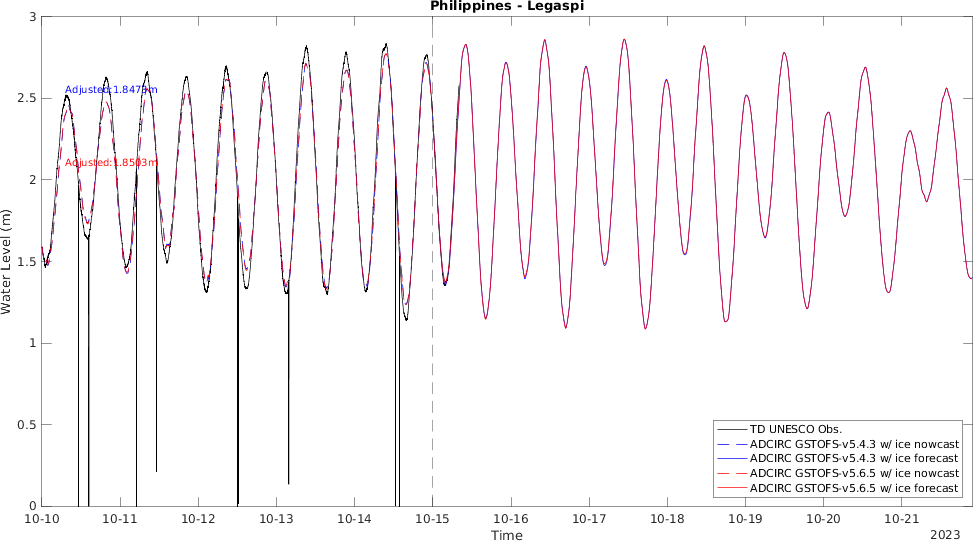 Philippines - Legaspi
3
2.5
2
1.5
1
0.5
0
Water Level (m)
Adjusted:1.8473m
Adjusted:1.8503m
TD UNESCO Obs.
ADCIRC GSTOFS-v5.4.3 w/ ice nowcast
ADCIRC GSTOFS-v5.4.3 w/ ice forecast
ADCIRC GSTOFS-v5.6.5 w/ ice nowcast
ADCIRC GSTOFS-v5.6.5 w/ ice forecast
10-10 10-11 10-12 10-13 10-14 10-15 10-16 10-17 10-18 10-19 10-20 10-21
Time
2023